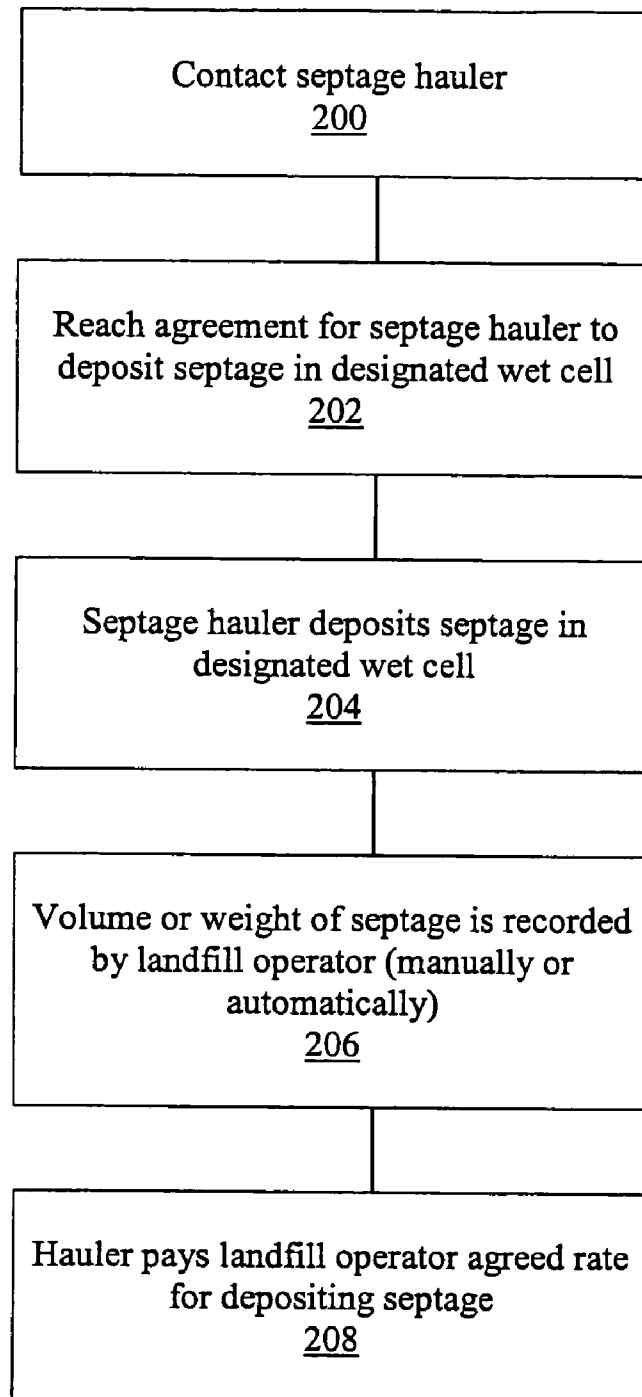 Contact septage hauler
200
Reach agreement for septage hauler to
deposit septage in designated wet cell
202
Septage hauler deposits septage in
designated wet cell
204
Volume or weight of septage is recorded
by landfill operator (manually or
automatically)
206
Hauler pays landfill operator agreed rate
for depositing septage
208